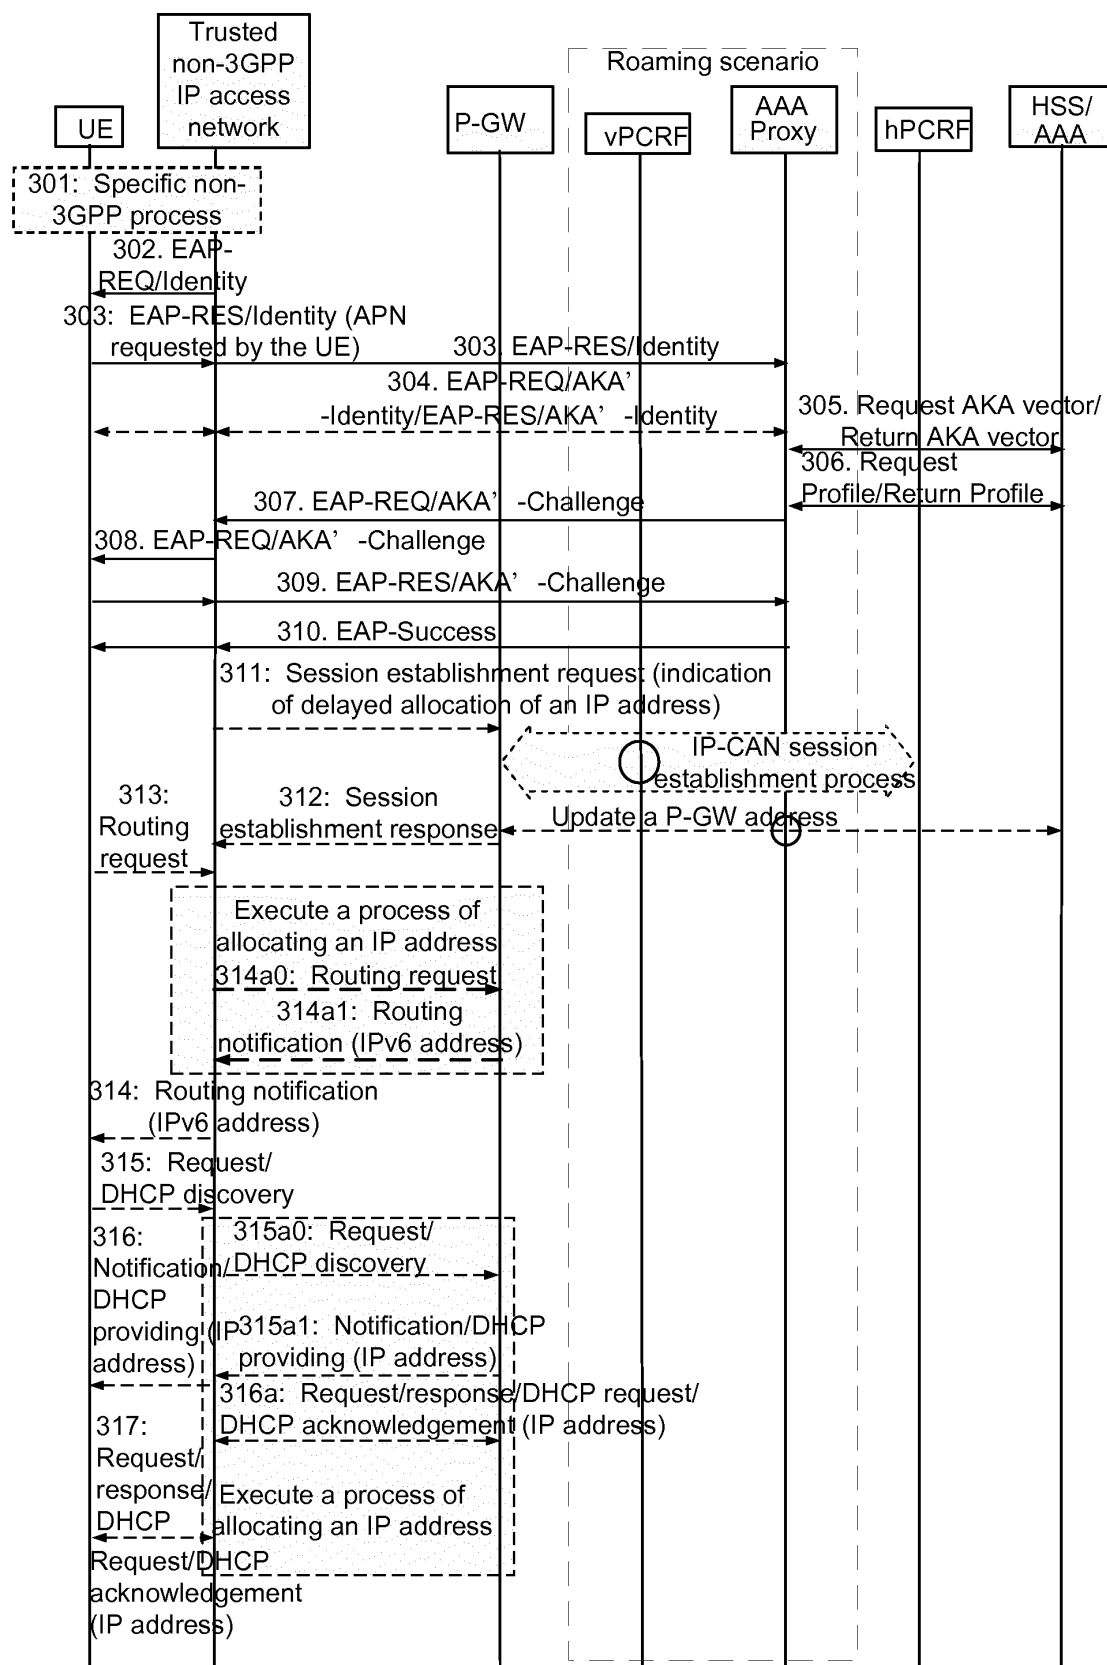 Trusted
non-3GPP
IP access
network
Roaming scenario
UE
P-GW
vPCRF
AAA
Proxy
hPCRF
HSS/
AAA
301: Specific non-
3GPP process
302. EAP-
REQ/Identity
303: EAP-RES/Identity (APN
requested by the UE)
303. EAP-RES/Identity
304. EAP-REQ/AKA’
-Identity/EAP-RES/AKA’ -Identity
305. Request AKA vector/
Return AKA vector
306. Request
Profile/Return Profile
307. EAP-REQ/AKA’ -Challenge
308. EAP-REQ/AKA’ -Challenge
309. EAP-RES/AKA’ -Challenge
310. EAP-Success
311: Session establishment request (indication
of delayed allocation of an IP address)
IP-CAN session
establishment process
312: Session
establishment response
Update a P-GW address
313:
Routing
request
Execute a process of
allocating an IP address
314a0: Routing request
314a1: Routing
notification (IPv6 address)
314: Routing notification
(IPv6 address)
315: Request/
DHCP discovery
315a0: Request/
DHCP discovery
316:
Notification/
DHCP
providing (IP
address)
315a1: Notification/DHCP
providing (IP address)
316a: Request/response/DHCP request/
DHCP acknowledgement (IP address)
317:
Request/
response/
DHCP
Request/DHCP
acknowledgement
(IP address)
Execute a process of
allocating an IP address